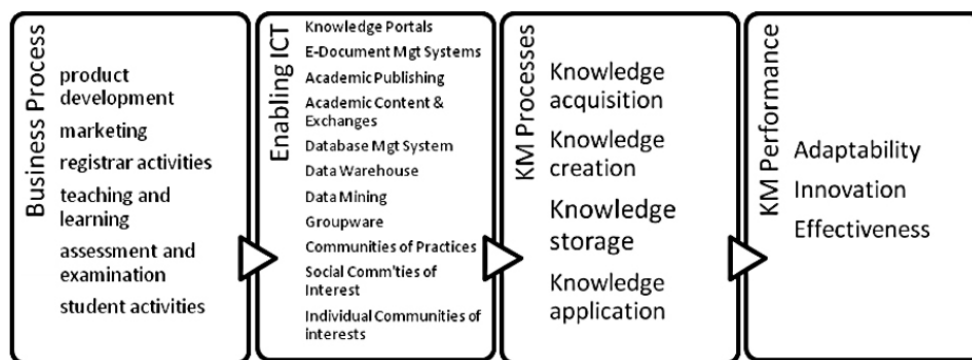 Business Process
product
development
marketing
registrar activities
teaching and
learning
assessment and
examination
student activities
Enabling ICT
Knowledge Portals
E-Document Mgt Systems
Academic Publishing
Academic Content &
Exchanges
Database Mgt System
Data Warehouse
Data Mining
Groupware
Communities of Practices
Social Comm'ties of
Interest
Individual Communities of
interests
KM Processes
Knowledge
acquisition
Knowledge
creation
Knowledge
storage
Knowledge
application
KM Performance
Adaptability
Innovation
Effectiveness